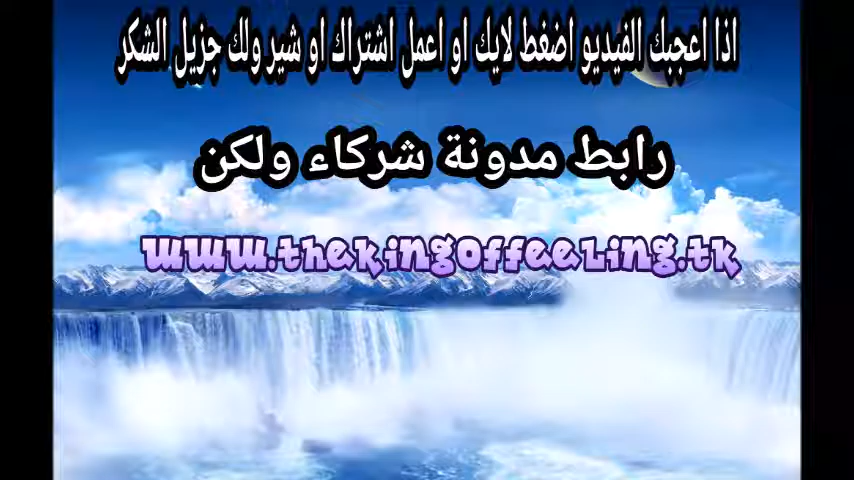 اذا اعجبك الفيديو اضغط لايك او اعمل اشتراك او شير ولك جزيل الشكر
رابط مدونة شركاء ولكن
www.thekingoffeezing.tk